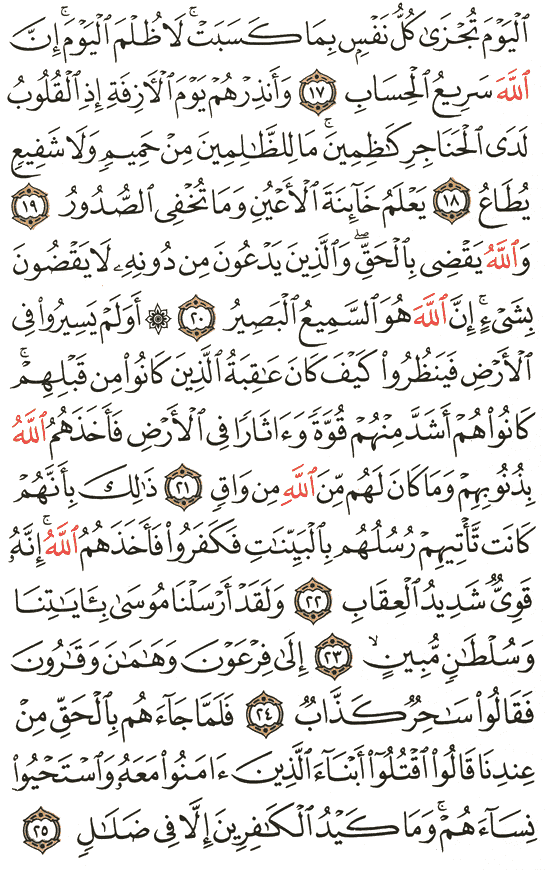 ٱلْيَوْمَ تُجْزَىٰ كُلُّ نَفْسٍۭ بِمَا كَسَبَتْۚ لَا ظُلْمَ ٱلْيَوْمَۚ إِنَّ
ٱللَّهَ سَرِيعُ ٱلْحِسَابِ ١٧ وَأَنذِرْهُمْ يَوْمَ ٱلْـَٔازِفَةِ إِذِ ٱلْقُلُوبُ
لَدَى ٱلْحَنَاجِرِ كَٰظِمِينَۚ مَا لِلظَّٰلِمِينَ مِنْ حَمِيمٍۢ وَلَا شَفِيعٍۢ
يُطَاعُ ١٨ يَعْلَمُ خَآئِنَةَ ٱلْأَعْيُنِ وَمَا تُخْفِى ٱلصُّدُورُ ١٩
وَٱللَّهُ يَقْضِى بِٱلْحَقِّۖ وَٱلَّذِينَ يَدْعُونَ مِن دُونِهِۦ لَا يَقْضُونَ
بِشَىْءٍۗ إِنَّ ٱللَّهَ هُوَ ٱلسَّمِيعُ ٱلْبَصِيرُ ٢٠ ۞ أَوَلَمْ يَسِيرُوا۟ فِى
ٱلْأَرْضِ فَيَنظُرُوا۟ كَيْفَ كَانَ عَٰقِبَةُ ٱلَّذِينَ كَانُوا۟ مِن قَبْلِهِمْۚ
كَانُوا۟ هُمْ أَشَدَّ مِنْهُمْ قُوَّةً وَءَاثَارًا فِى ٱلْأَرْضِ فَأَخَذَهُمُ ٱللَّهُ
بِذُنُوبِهِمْ وَمَا كَانَ لَهُم مِّنَ ٱللَّهِ مِن وَاقٍ ٢١ ذَٰلِكَ بِأَنَّهُمْ
كَانَت تَّأْتِيهِمْ رُسُلُهُم بِٱلْبَيِّنَٰتِ فَكَفَرُوا۟ فَأَخَذَهُمُ ٱللَّهُۚ إِنَّهُۥ
قَوِىٌّ شَدِيدُ ٱلْعِقَابِ ٢٢ وَلَقَدْ أَرْسَلْنَا مُوسَىٰ بِـَٔايَٰتِنَا
وَسُلْطَٰنٍ مُّبِينٍۙ ٢٣ إِلَىٰ فِرْعَوْنَ وَهَٰمَٰنَ وَقَٰرُونَ
فَقَالُوا۟ سَٰحِرٌ كَذَّابٌ ٢٤ فَلَمَّا جَآءَهُم بِٱلْحَقِّ مِنْ
عِندِنَا قَالُوا۟ ٱقْتُلُوٓا۟ أَبْنَآءَ ٱلَّذِينَ ءَامَنُوا۟ مَعَهُۥ وَٱسْتَحْيُوا۟
نِسَآءَهُمْۚ وَمَا كَيْدُ ٱلْكَٰفِرِينَ إِلَّا فِى ضَلَٰلٍ ٢٥